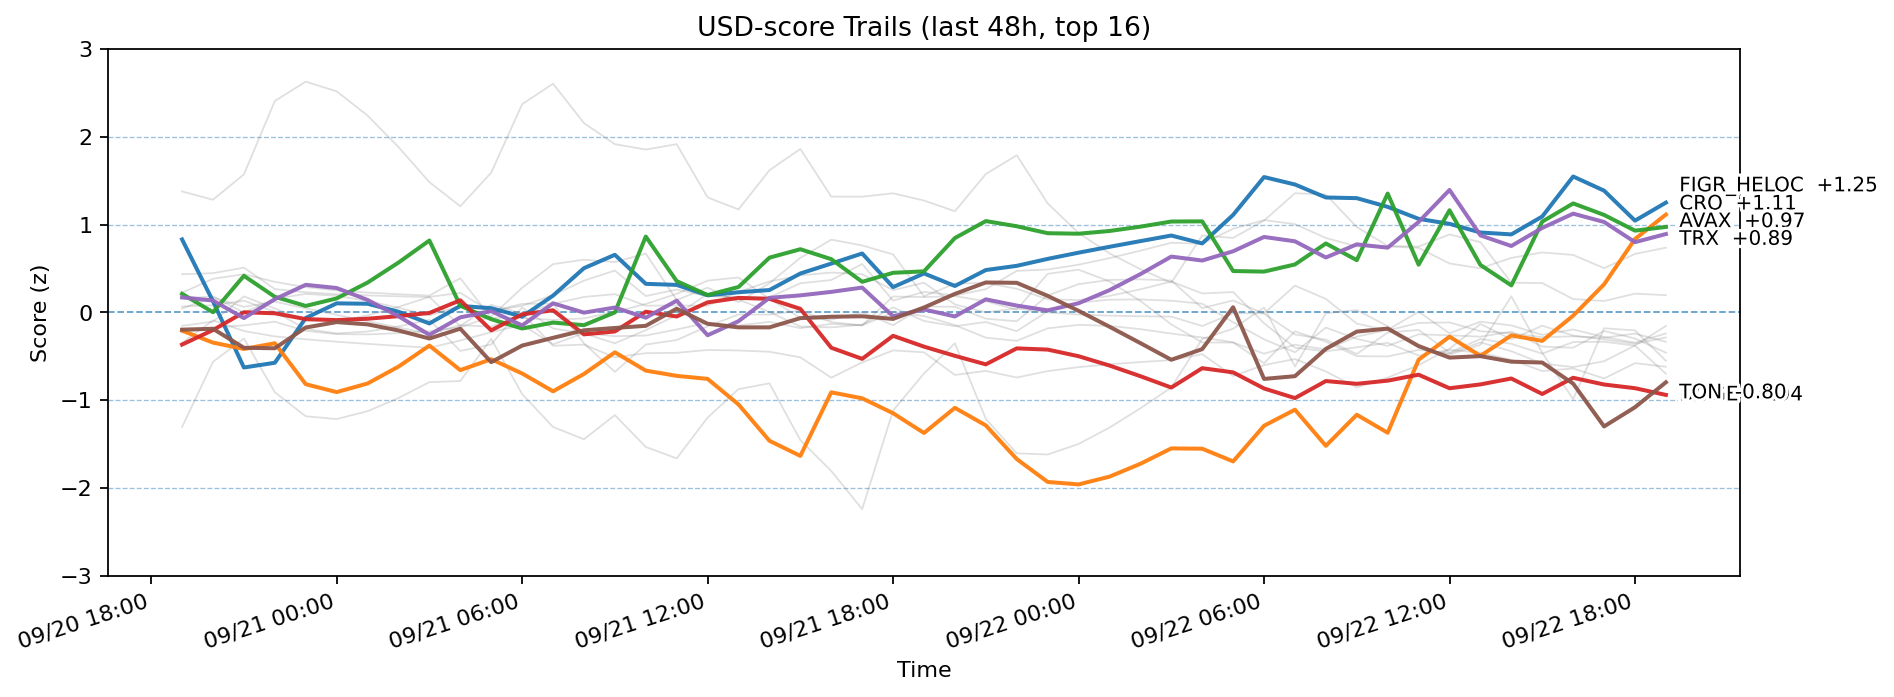 USD-score Trails (last 48h, top 16)
Score (z)
3
2
1
0
−1
−2
−3
FIGR_HELOC +1.25
CRO +1.11
AVAX +0.97
TRX +0.89
TON -0.80
09/20 18:00
09/21 00:00
09/21 06:00
09/21 12:00
09/21 18:00
09/22 00:00
09/22 06:00
09/22 12:00
09/22 18:00
Time